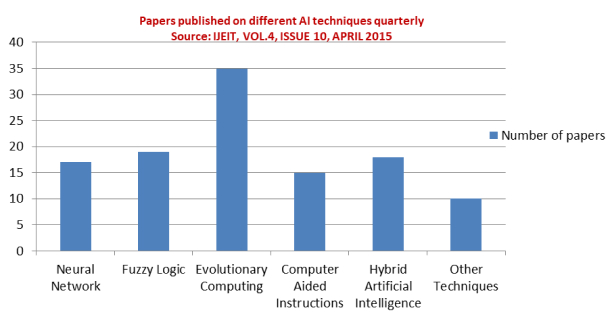 Papers published on different AI techniques quarterly
Source: IJEIT, VOL.4, ISSUE 10, APRIL 2015
40
35
30
25
20
15
10
5
0
Number of papers
Neural Network
Fuzzy Logic
Evolutionary Computing
Computer Aided Instructions
Hybrid Artificial Intelligence
Other Techniques